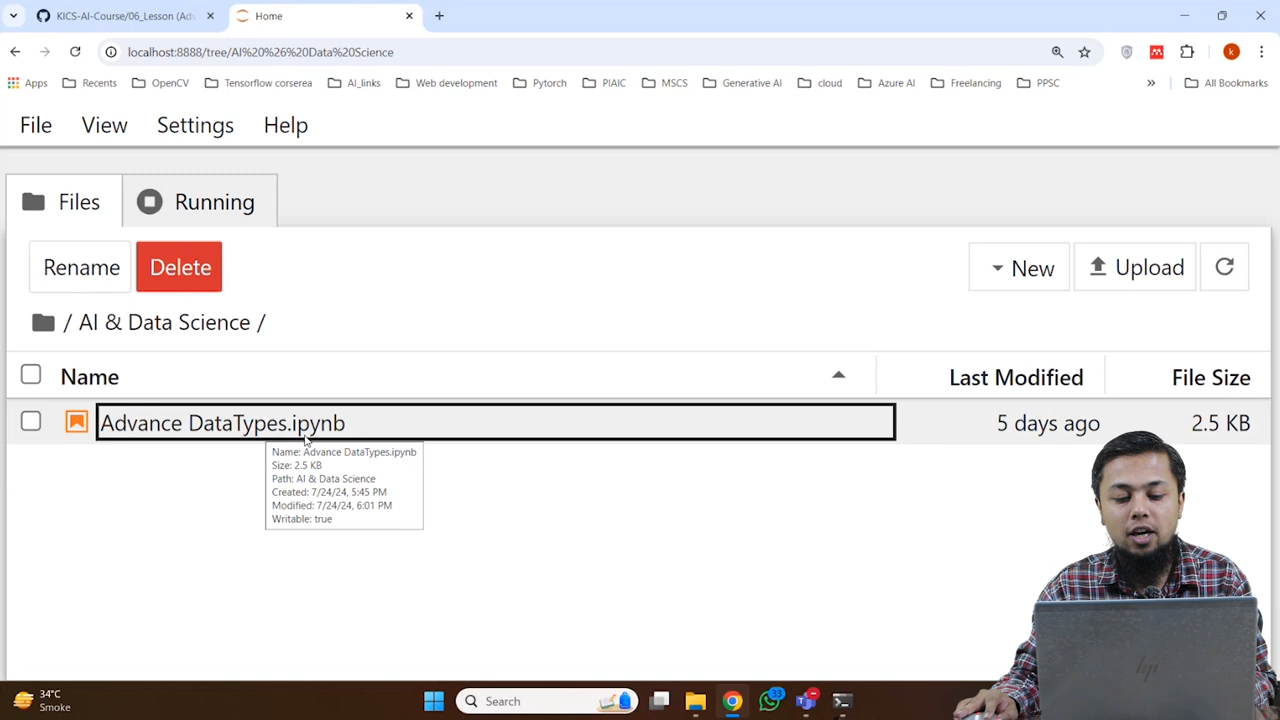 KICS-AI-Course/06_Lesson (Adv
Home
localhost:8888/tree/AI%20%26%20Data%20Science
Apps
Recents
OpenCV
Tensorflow corserea
AI_links
Web development
Pytorch
PIAIC
MSCS
Generative AI
cloud
Azure AI
Freelancing
PPSC
All Bookmarks
File View Settings Help
Files
Running
Rename
Delete
New
Upload
/ AI & Data Science /
Name
Last Modified
File Size
Advance DataTypes.ipynb
5 days ago
2.5 KB
Name: Advance DataTypes.ipynb
Size: 2.5 KB
Path: AI & Data Science
Created: 7/24/24, 5:45 PM
Modified: 7/24/24, 6:01 PM
Writable: true
hp
34°C
Smoke
Search
33